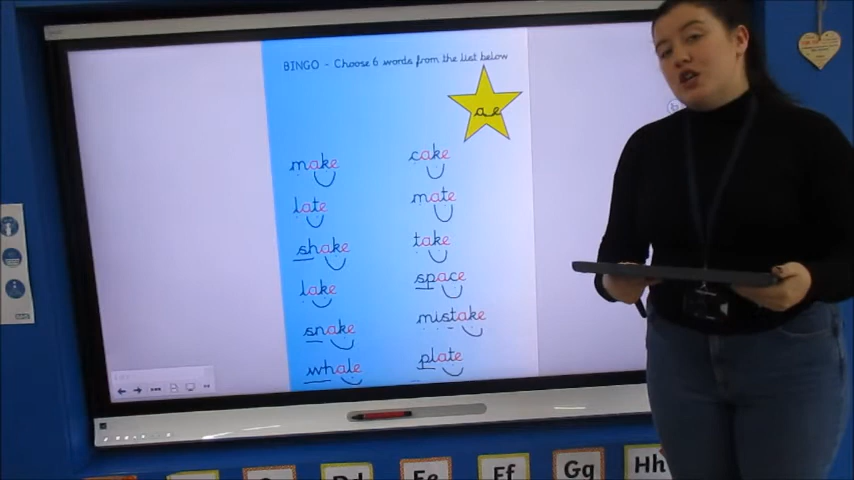 BINGO - Choose 6 words from the list below
a_e
make cake
late mate
shake take
lake space
snake mistake
whale plate
Dd Ee Ff Gg Hh